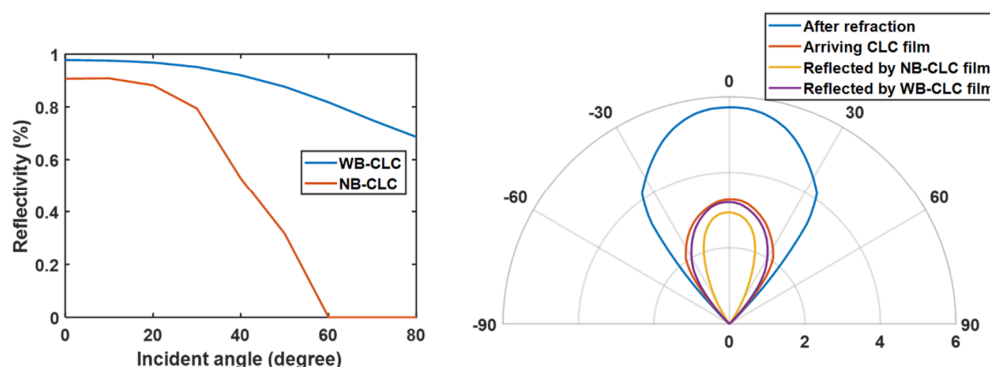 1
0.8
0.6
0.4
0.2
0
0 20 40 60 80
Reflectivity (%)
Incident angle (degree)
WB-CLC
NB-CLC
After refraction
Arriving CLC film
Reflected by NB-CLC film
Reflected by WB-CLC film
0
-30 30
-60 60
-90 90
0 2 4 6